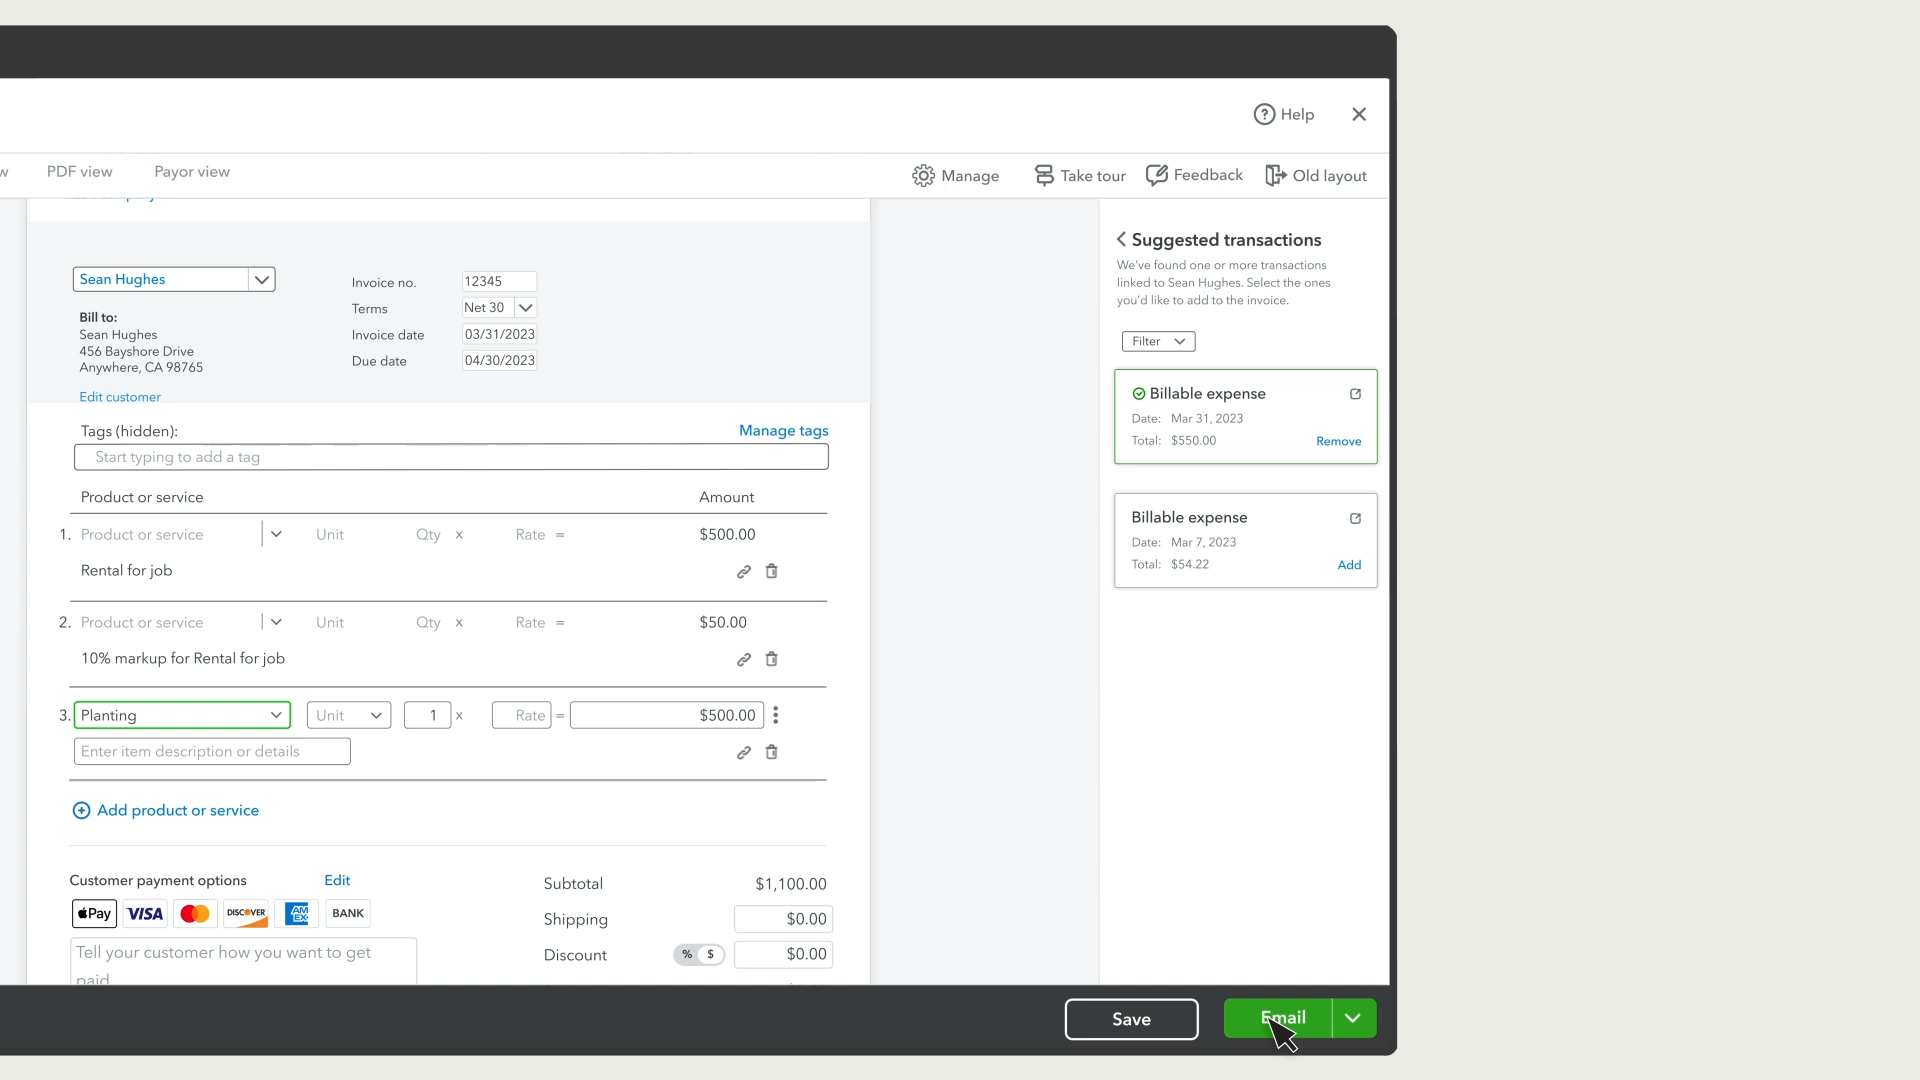 Help
w PDF view Payor view
Manage Take tour Feedback Old layout
Sean Hughes
Bill to:
Sean Hughes
456 Bayshore Drive
Anywhere, CA 98765
Edit customer
Invoice no. 12345
Terms Net 30
Invoice date 03/31/2023
Due date 04/30/2023
Tags (hidden): Manage tags
Start typing to add a tag
Product or service Amount
1. Product or service Unit Qty x Rate = $500.00
Rental for job
2. Product or service Unit Qty x Rate = $50.00
10% markup for Rental for job
3. Planting Unit 1 x Rate = $500.00
Enter item description or details
Add product or service
Customer payment options Edit
Pay VISA DISCOVER AM EX BANK
Tell your customer how you want to get
paid
Subtotal $1,100.00
Shipping $0.00
Discount % $ $0.00
Suggested transactions
We've found one or more transactions
linked to Sean Hughes. Select the ones
you'd like to add to the invoice.
Filter
Billable expense
Date: Mar 31, 2023
Total: $550.00 Remove
Billable expense
Date: Mar 7, 2023
Total: $54.22 Add
Save Email